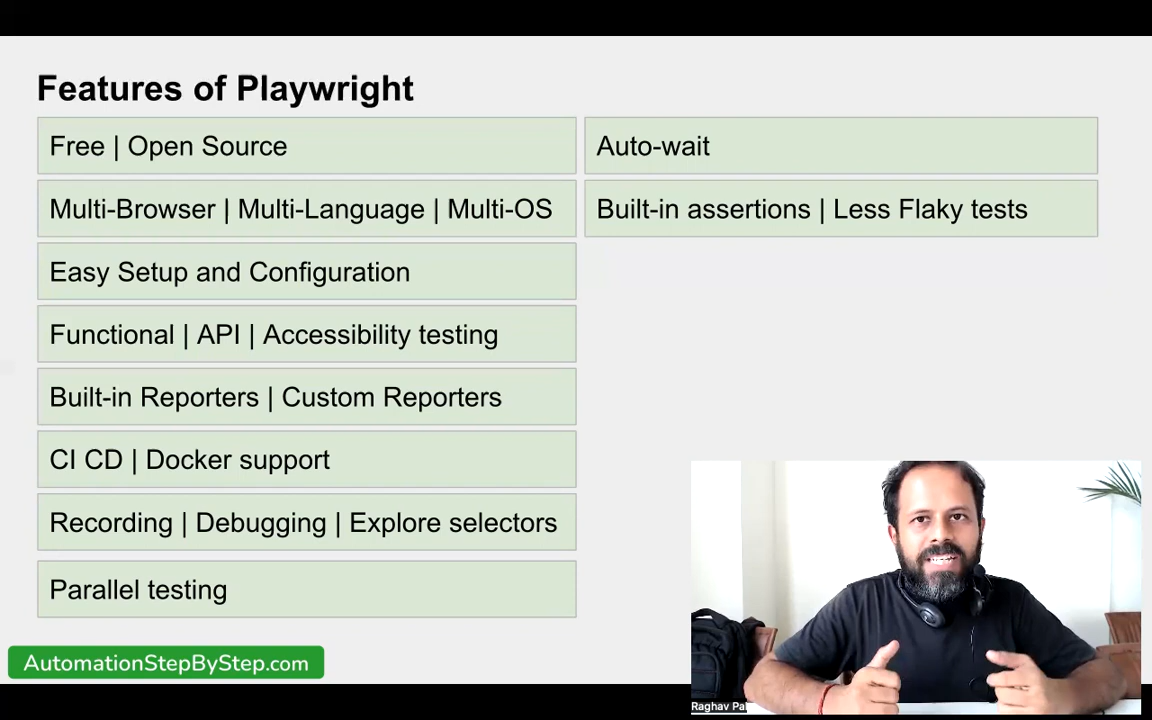 Features of Playwright
Free | Open Source
Multi-Browser | Multi-Language | Multi-OS
Easy Setup and Configuration
Functional | API | Accessibility testing
Built-in Reporters | Custom Reporters
CI CD | Docker support
Recording | Debugging | Explore selectors
Parallel testing
Auto-wait
Built-in assertions | Less Flaky tests
AutomationStepByStep.com
Raghav Pal